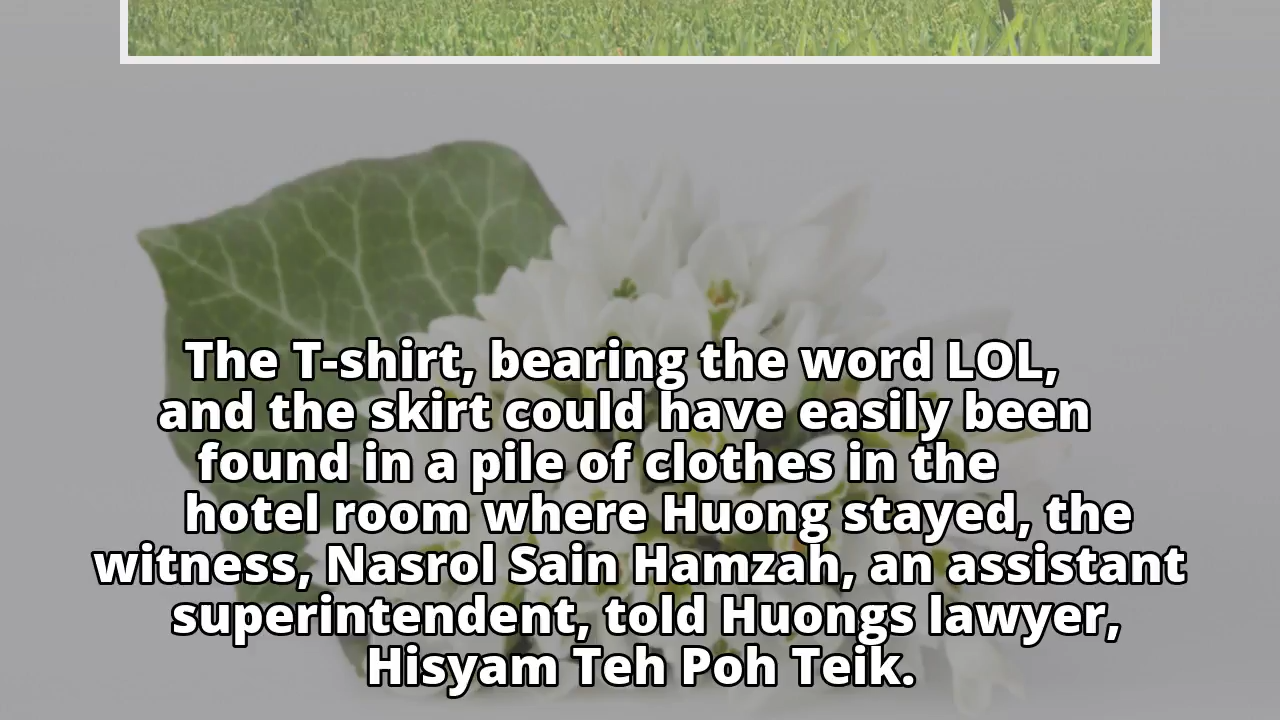 The T-shirt, bearing the word LOL,
and the skirt could have easily been
found in a pile of clothes in the
hotel room where Huong stayed, the
witness, Nasrol Sain Hamzah, an assistant
superintendent, told Huongs lawyer,
Hisyam Teh Poh Teik.